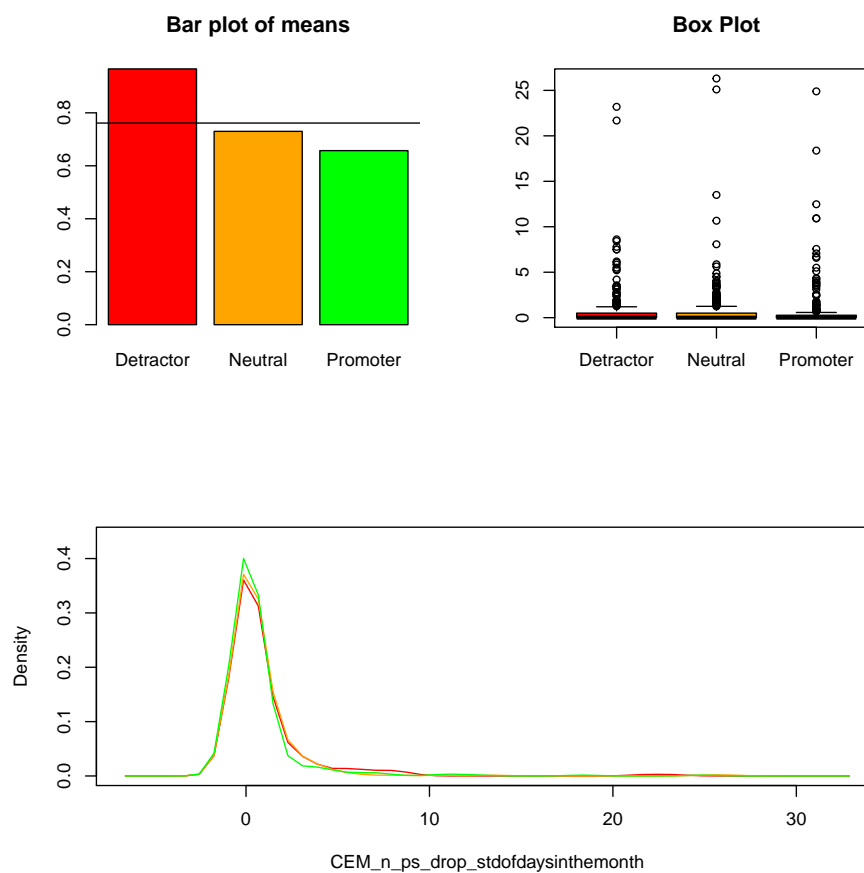 Bar plot of means
0.0
0.2
0.4
0.6
0.8
Detractor Neutral Promoter
Box Plot
0
5
10
15
20
25
Detractor Neutral Promoter
Density
0.0
0.1
0.2
0.3
0.4
0 10 20 30
CEM_n_ps_drop_stdofdaysinthemonth